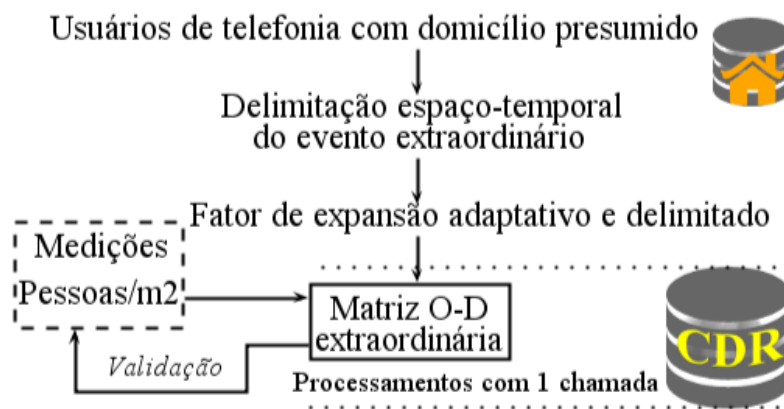 Usuários de telefonia com domicílio presumido
Delimitação espaço-temporal
do evento extraordinário
Fator de expansão adaptativo e delimitado
Medições
Pessoas/m2
Matriz O-D
extraordinária
CDR
Validação
Processamentos com 1 chamada